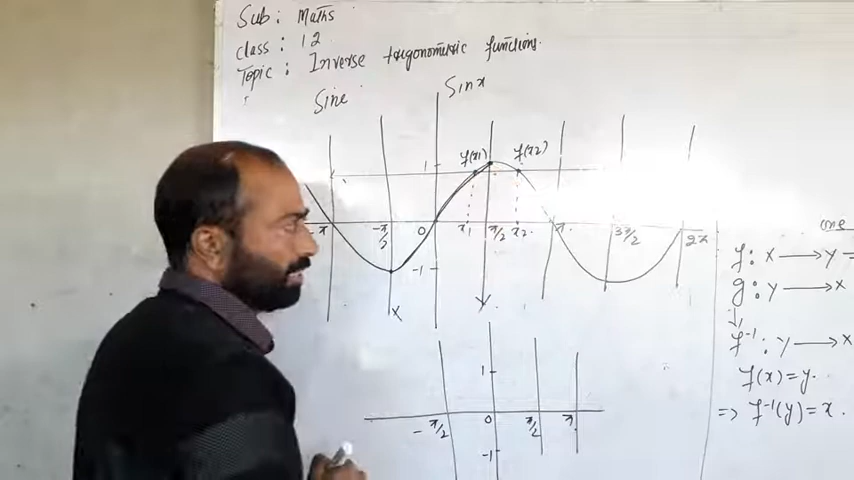 Sub: Maths
class: 12
Topic: Inverse trigonometric functions.
Sine
Sinx
f(x1) f(x2)
1
-π -π/2 0 x1 π/2 x2 π 3π/2 2π
-1
x
f: X → Y =
g: Y → X
f-1: Y → X
f(x)=y.
⇒ f-1(y)=x.
1
-π/2 0 π/2 π
-1